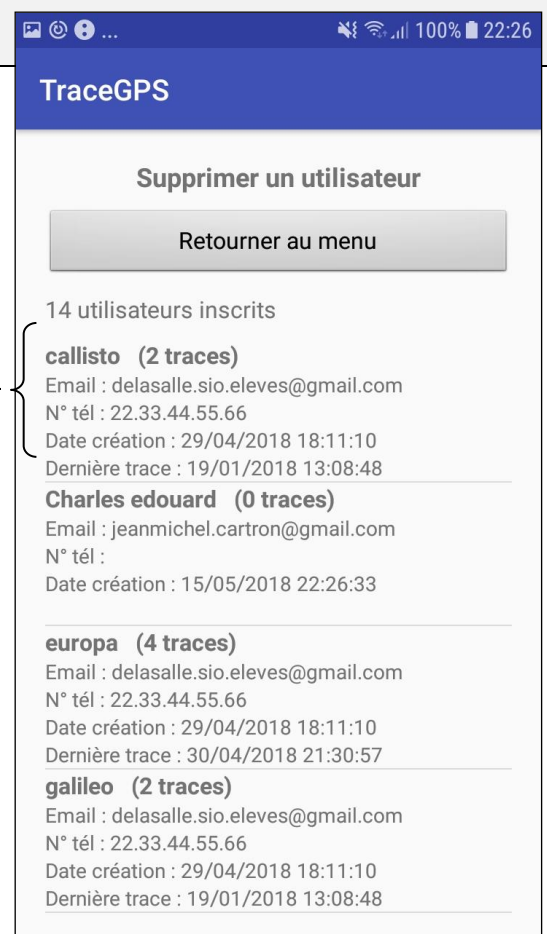 ... 100% 22:26
TraceGPS
Supprimer un utilisateur
Retourner au menu
14 utilisateurs inscrits
callisto (2 traces)
Email : delasalle.sio.eleves@gmail.com
N° tél : 22.33.44.55.66
Date création : 29/04/2018 18:11:10
Dernière trace : 19/01/2018 13:08:48
Charles edouard (0 traces)
Email : jeanmichel.cartron@gmail.com
N° tél :
Date création : 15/05/2018 22:26:33
europa (4 traces)
Email : delasalle.sio.eleves@gmail.com
N° tél : 22.33.44.55.66
Date création : 29/04/2018 18:11:10
Dernière trace : 30/04/2018 21:30:57
galileo (2 traces)
Email : delasalle.sio.eleves@gmail.com
N° tél : 22.33.44.55.66
Date création : 29/04/2018 18:11:10
Dernière trace : 19/01/2018 13:08:48